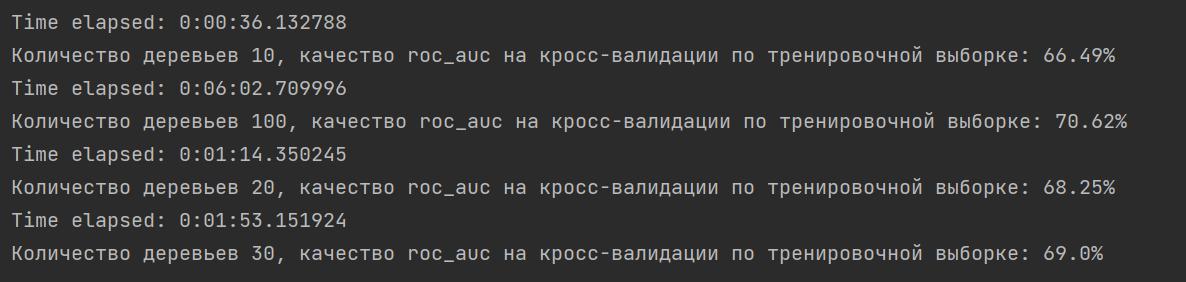 Time elapsed: 0:00:36.132788
Количество деревьев 10, качество roc_auc на кросс-валидации по тренировочной выборке: 66.49%
Time elapsed: 0:06:02.709996
Количество деревьев 100, качество roc_auc на кросс-валидации по тренировочной выборке: 70.62%
Time elapsed: 0:01:14.350245
Количество деревьев 20, качество roc_auc на кросс-валидации по тренировочной выборке: 68.25%
Time elapsed: 0:01:53.151924
Количество деревьев 30, качество roc_auc на кросс-валидации по тренировочной выборке: 69.0%